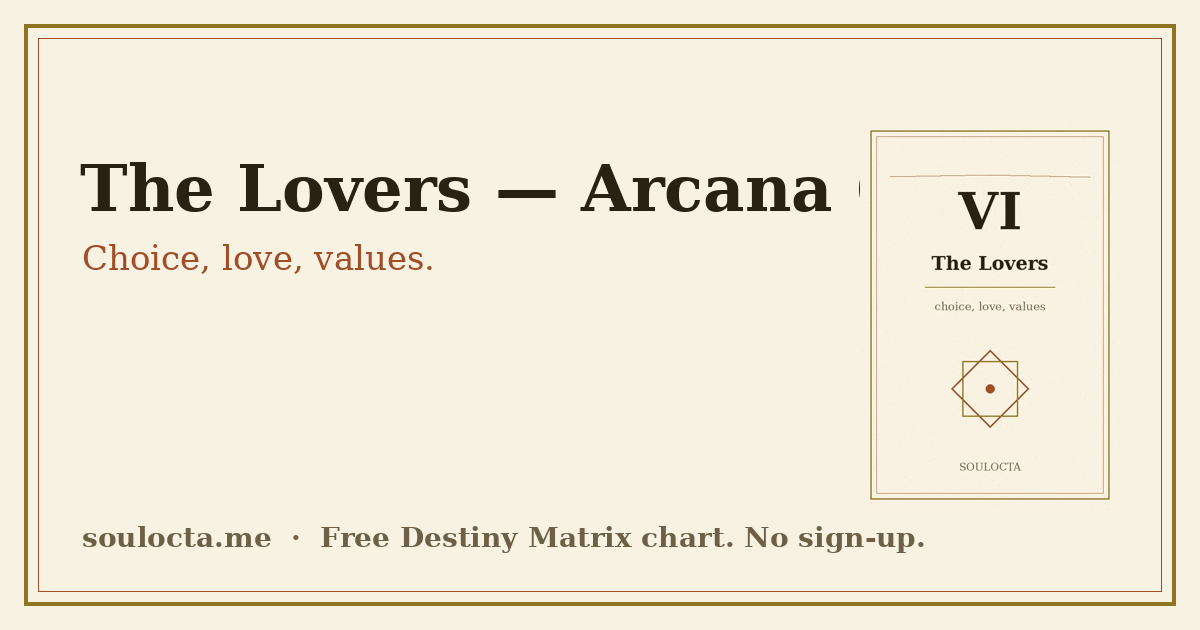 The Lovers — Arcana
Choice, love, values.
VI
The Lovers
choice, love, values
SOULOCTA
soulocta.me · Free Destiny Matrix chart. No sign-up.